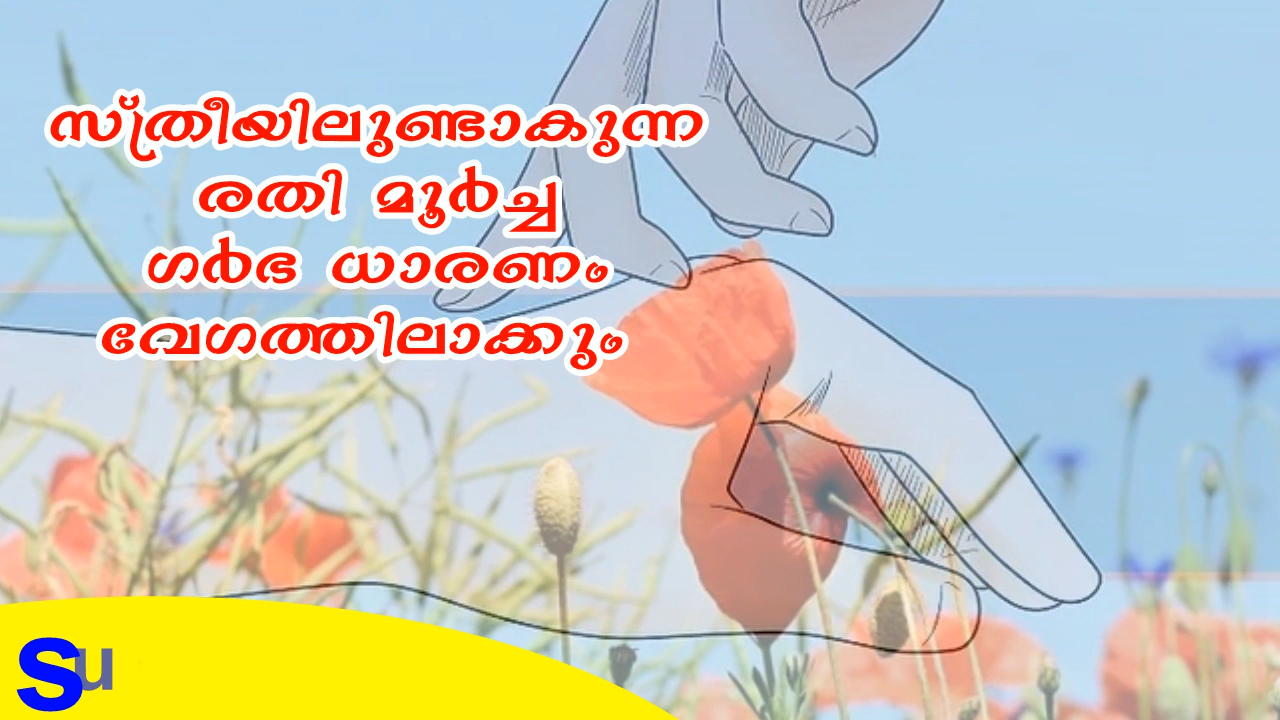 സ്ത്രീയിലുണ്ടാകുന്ന
രതി മൂർച്ച
ഗർഭ ധാരണം
വേഗത്തിലാക്കും
Su